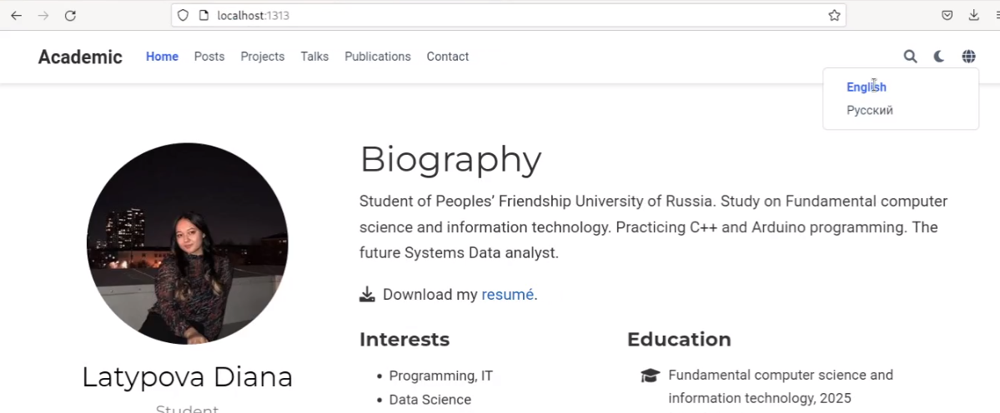 localhost:1313
Academic Home Posts Projects Talks Publications Contact
English
Русский
Biography
Student of Peoples’ Friendship University of Russia. Study on Fundamental computer
science and information technology. Practicing C++ and Arduino programming. The
future Systems Data analyst.
Download my resumé.
Latypova Diana
Student
Interests
Programming, IT
Data Science
Education
Fundamental computer science and
information technology, 2025